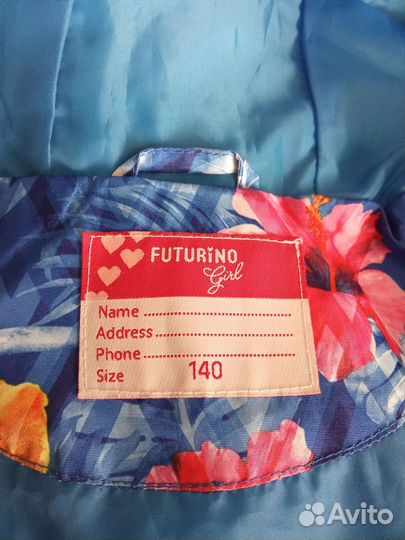 FUTURiNO
Girl
Name
Address
Phone
Size 140
Avito